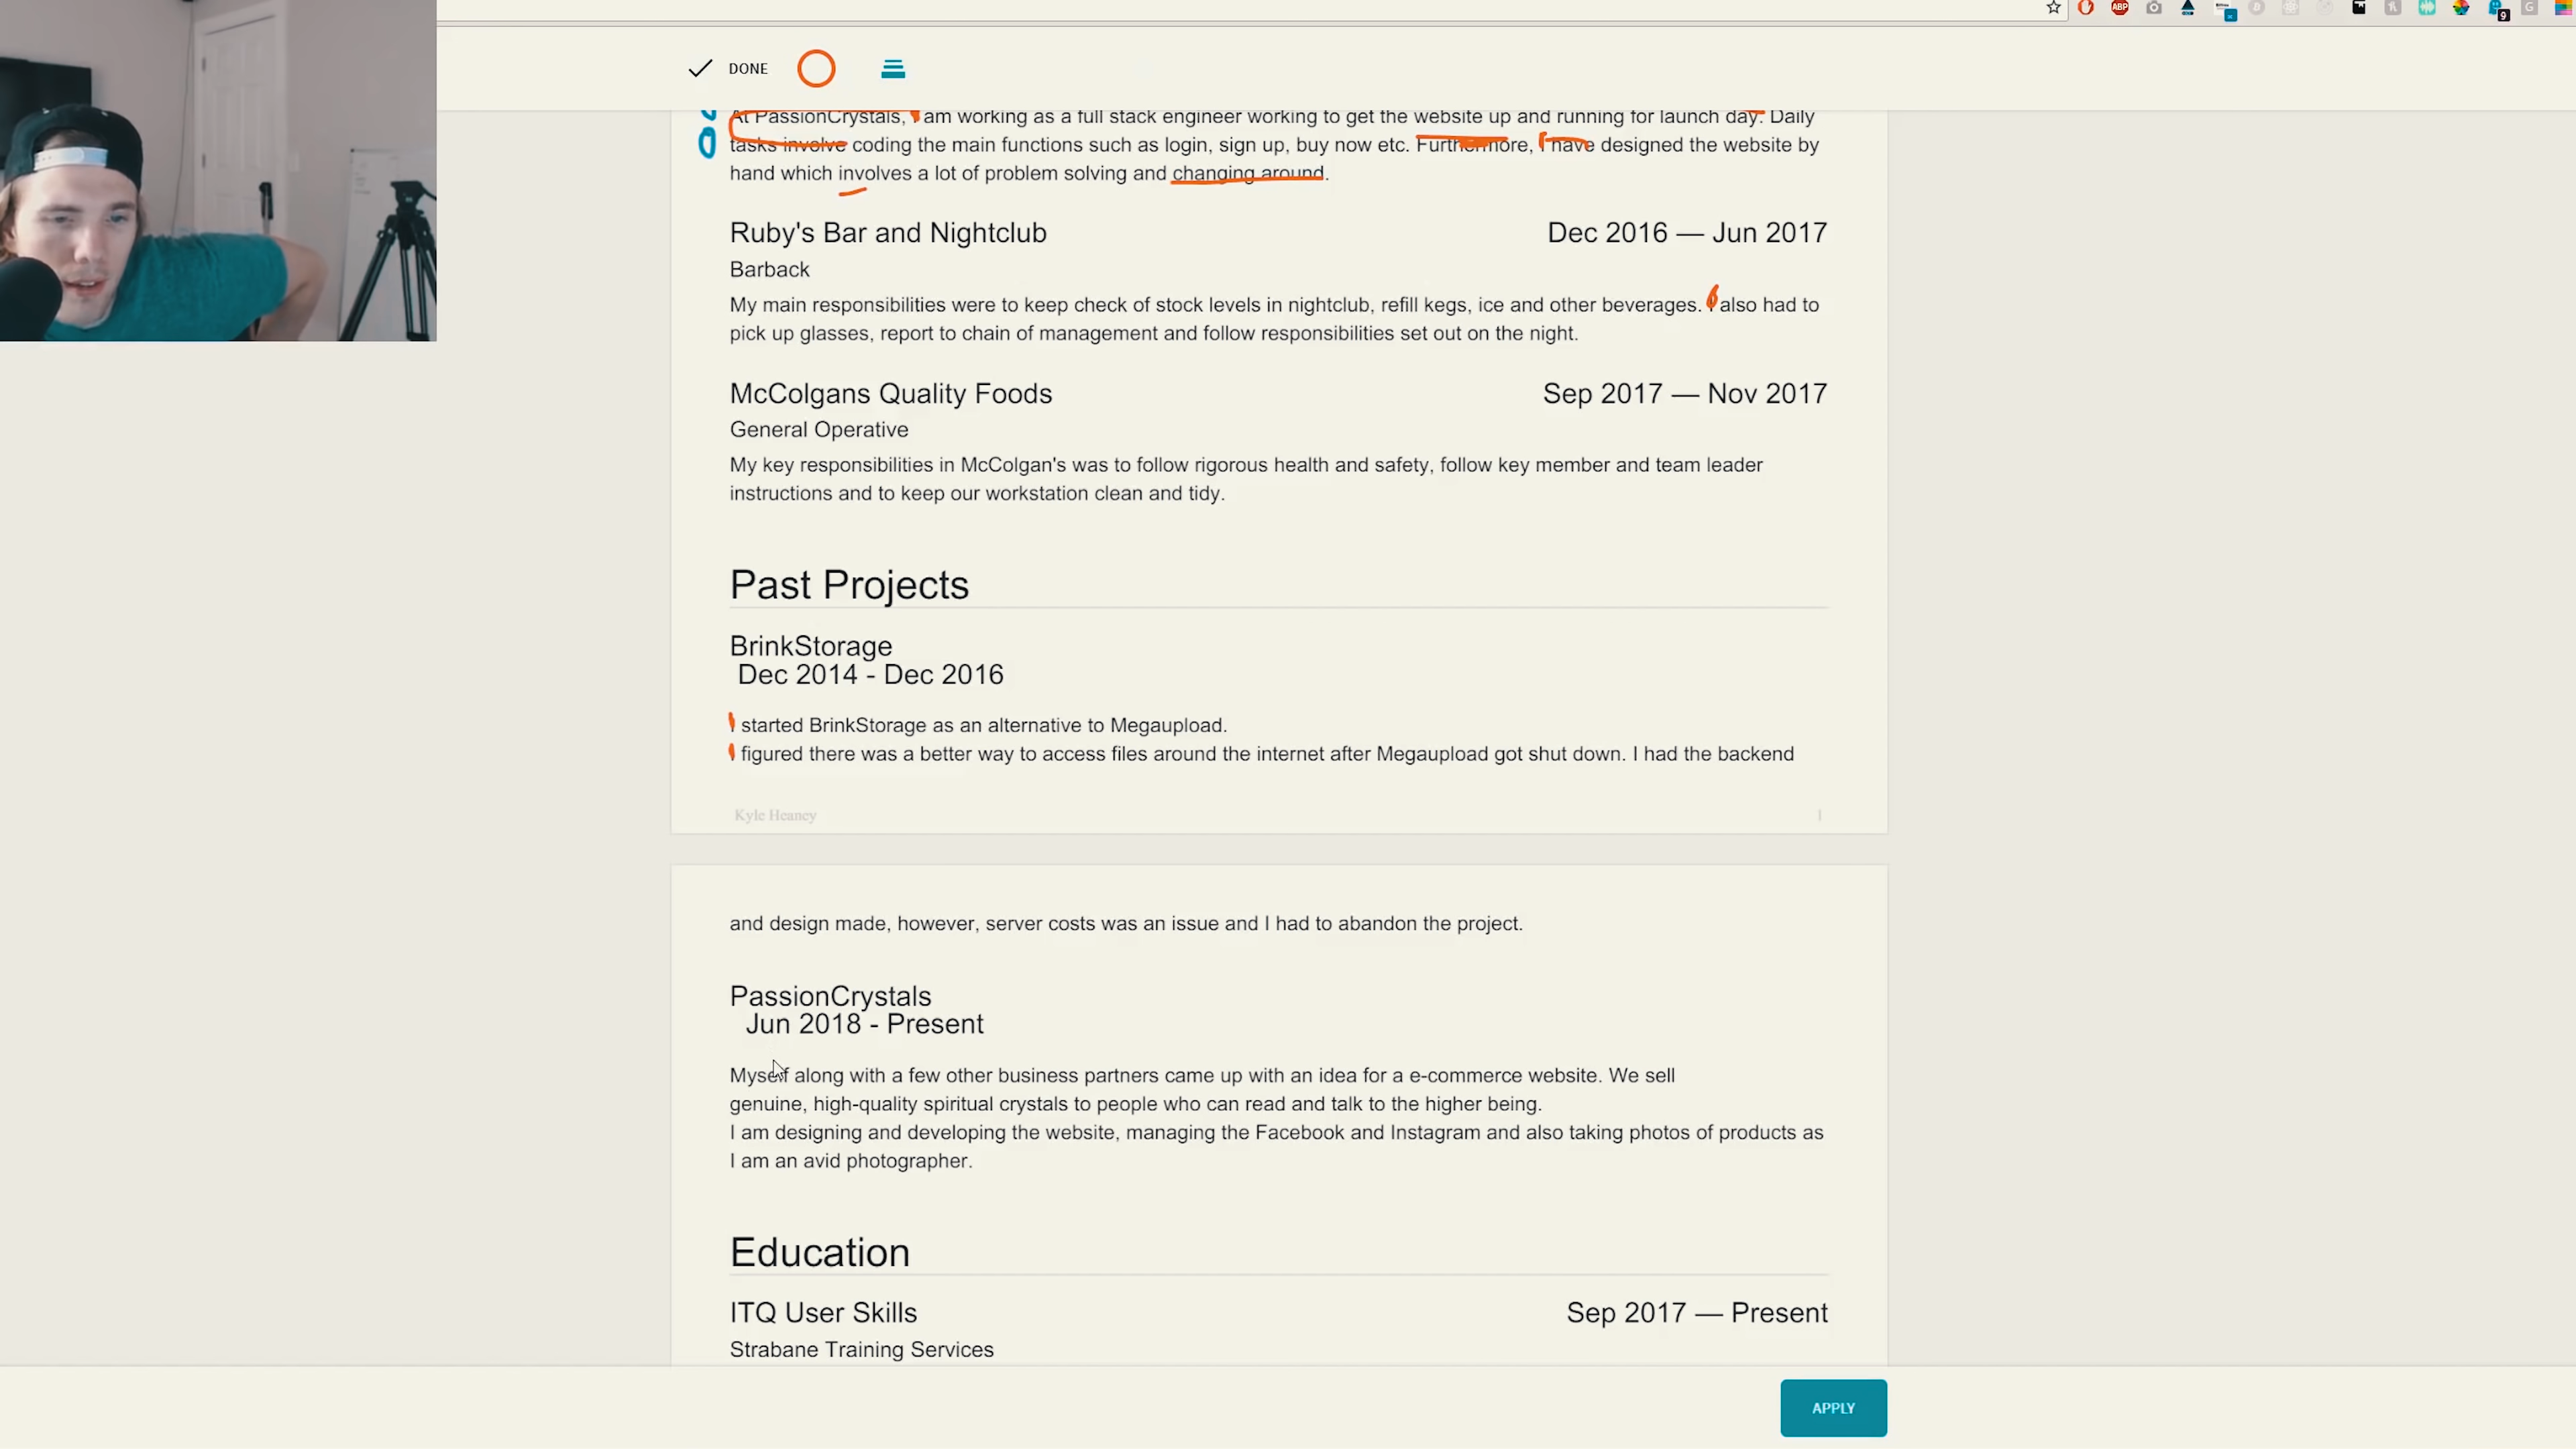 DONE
At PassionCrystals, I am working as a full stack engineer working to get the website up and running for launch day. Daily
tasks involve coding the main functions such as login, sign up, buy now etc. Furthermore, I have designed the website by
hand which involves a lot of problem solving and changing around.
Ruby's Bar and Nightclub
Dec 2016 — Jun 2017
Barback
My main responsibilities were to keep check of stock levels in nightclub, refill kegs, ice and other beverages. I also had to
pick up glasses, report to chain of management and follow responsibilities set out on the night.
McColgans Quality Foods
Sep 2017 — Nov 2017
General Operative
My key responsibilities in McColgan's was to follow rigorous health and safety, follow key member and team leader
instructions and to keep our workstation clean and tidy.
Past Projects
BrinkStorage
Dec 2014 - Dec 2016
I started BrinkStorage as an alternative to Megaupload.
I figured there was a better way to access files around the internet after Megaupload got shut down. I had the backend
Kyle Heaney
1
and design made, however, server costs was an issue and I had to abandon the project.
PassionCrystals
Jun 2018 - Present
Myself along with a few other business partners came up with an idea for a e-commerce website. We sell
genuine, high-quality spiritual crystals to people who can read and talk to the higher being.
I am designing and developing the website, managing the Facebook and Instagram and also taking photos of products as
I am an avid photographer.
Education
ITQ User Skills
Sep 2017 — Present
Strabane Training Services
APPLY